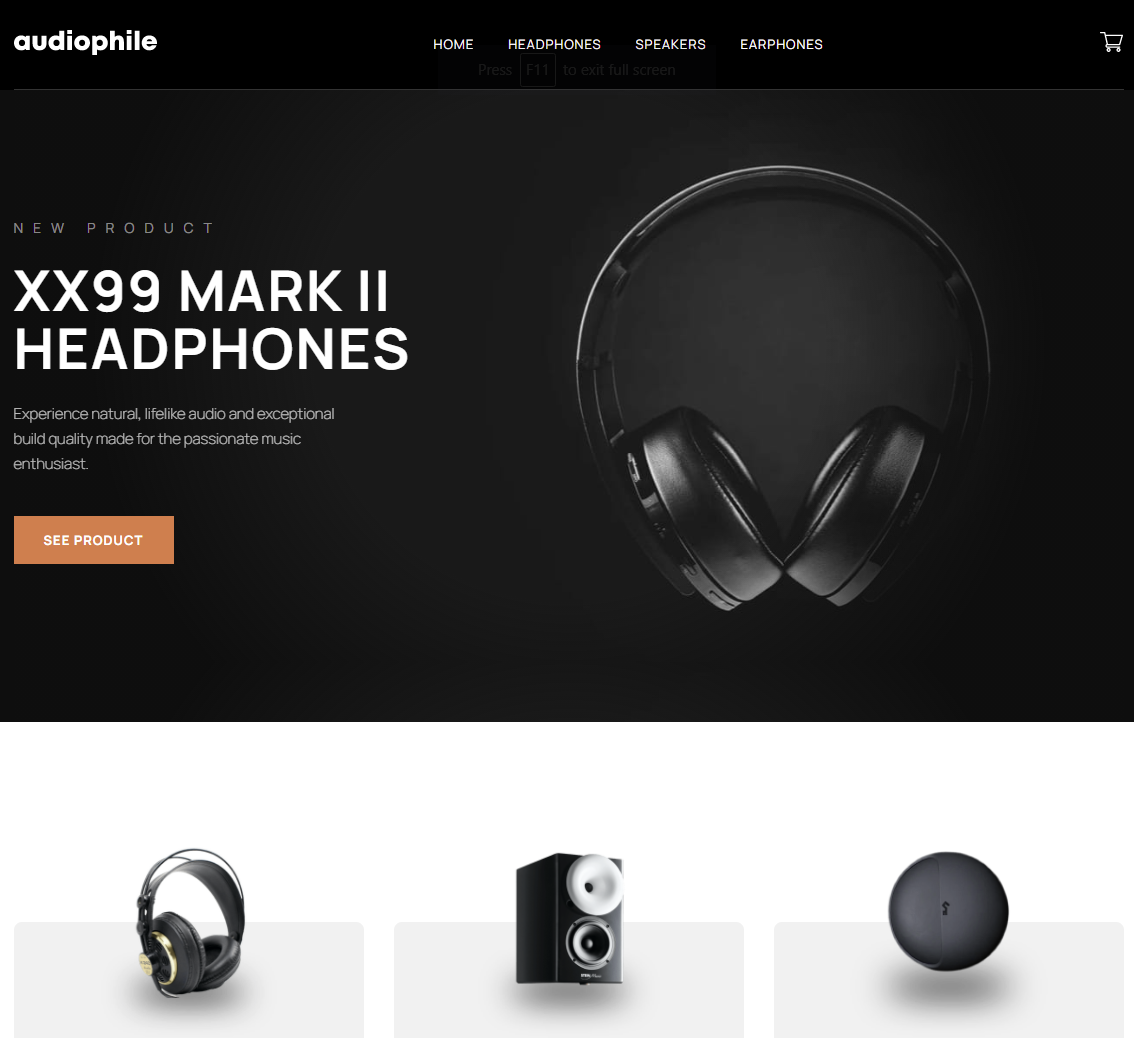 audiophile
HOME HEADPHONES SPEAKERS EARPHONES
Press F11 to exit full screen
NEW PRODUCT
XX99 MARK II
HEADPHONES
Experience natural, lifelike audio and exceptional
build quality made for the passionate music
enthusiast.
SEE PRODUCT